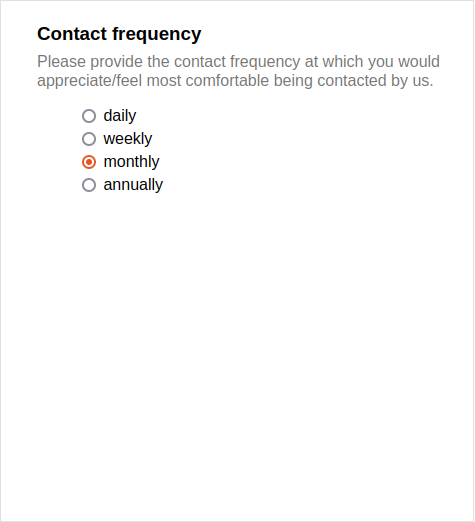 Contact frequency
Please provide the contact frequency at which you would
appreciate/feel most comfortable being contacted by us.
daily
weekly
monthly
annually